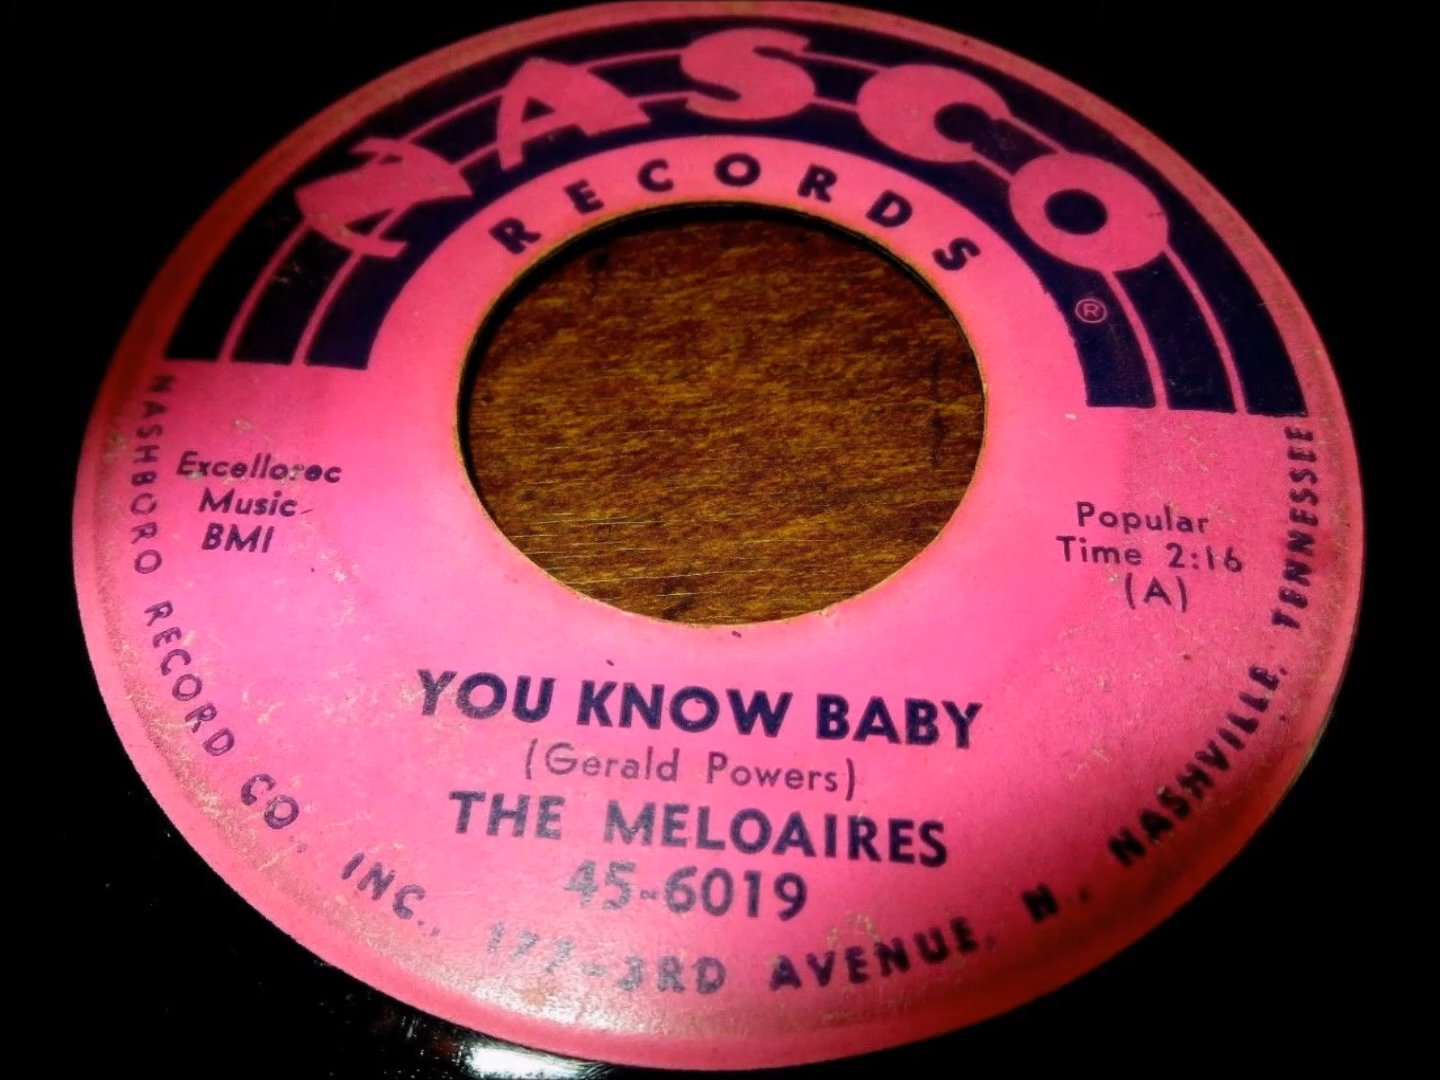 NASCO
RECORDS
®
Excellorec
Music
BMI
Popular
Time 2:16
(A)
YOU KNOW BABY
(Gerald Powers)
THE MELOAIRES
45-6019
NASHBORO RECORD CO., INC., 177-3RD AVENUE, N., NASHVILLE, TENNESSEE